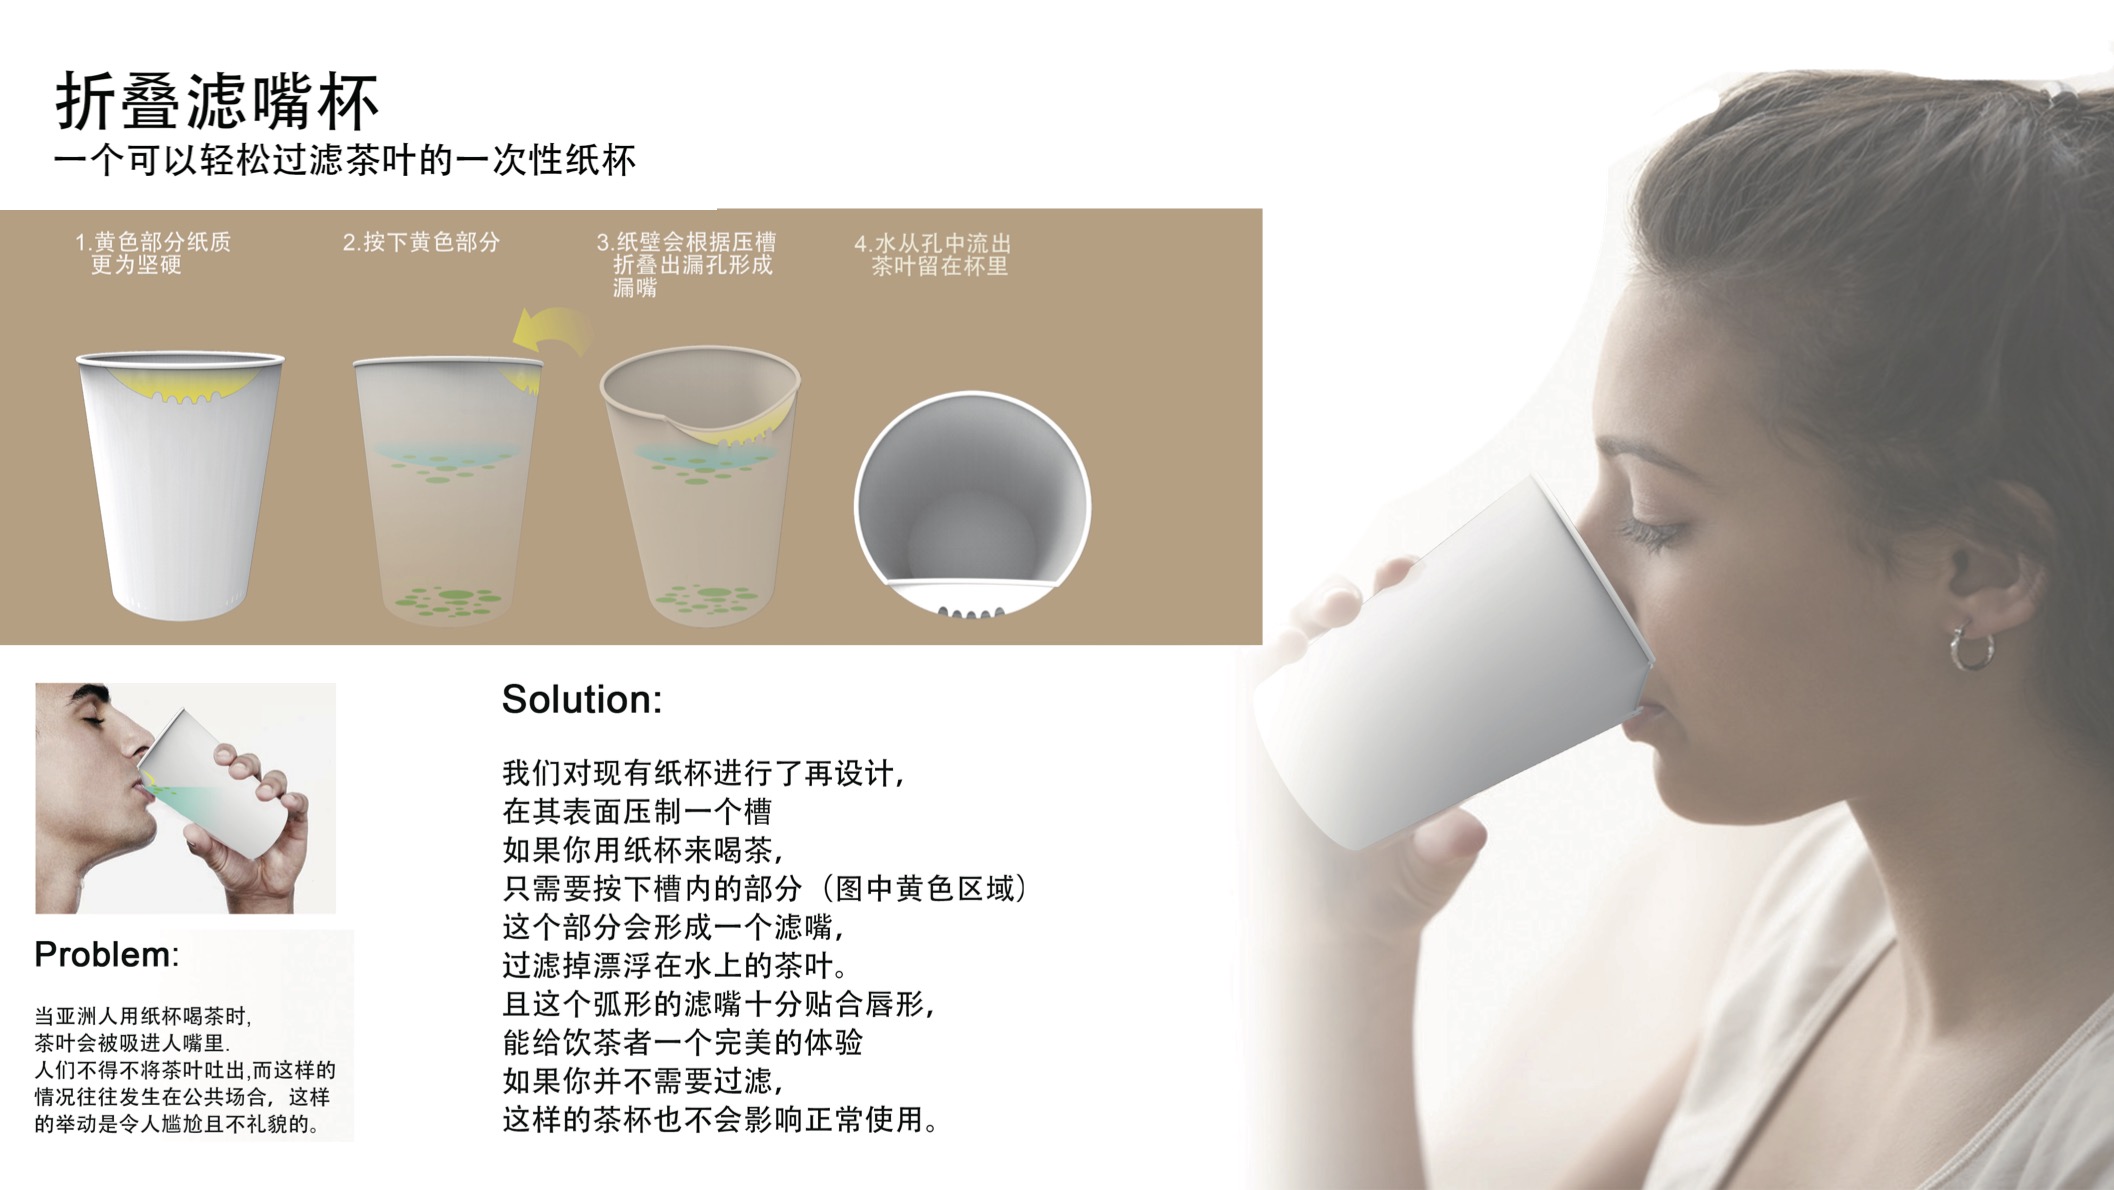 折叠滤嘴杯
一个可以轻松过滤茶叶的一次性纸杯
1.黄色部分纸质
更为坚硬
2.按下黄色部分
3.纸壁会根据压槽
折叠出漏孔形成
漏嘴
4.水从孔中流出
茶叶留在杯里
Problem:
当亚洲人用纸杯喝茶时,
茶叶会被吸进人嘴里.
人们不得不将茶叶吐出,而这样的
情况往往发生在公共场合，这样
的举动是令人尴尬且不礼貌的。
Solution:
我们对现有纸杯进行了再设计,
在其表面压制一个槽
如果你用纸杯来喝茶,
只需要按下槽内的部分（图中黄色区域）
这个部分会形成一个滤嘴,
过滤掉漂浮在水上的茶叶。
且这个弧形的滤嘴十分贴合唇形,
能给饮茶者一个完美的体验
如果你并不需要过滤,
这样的茶杯也不会影响正常使用。